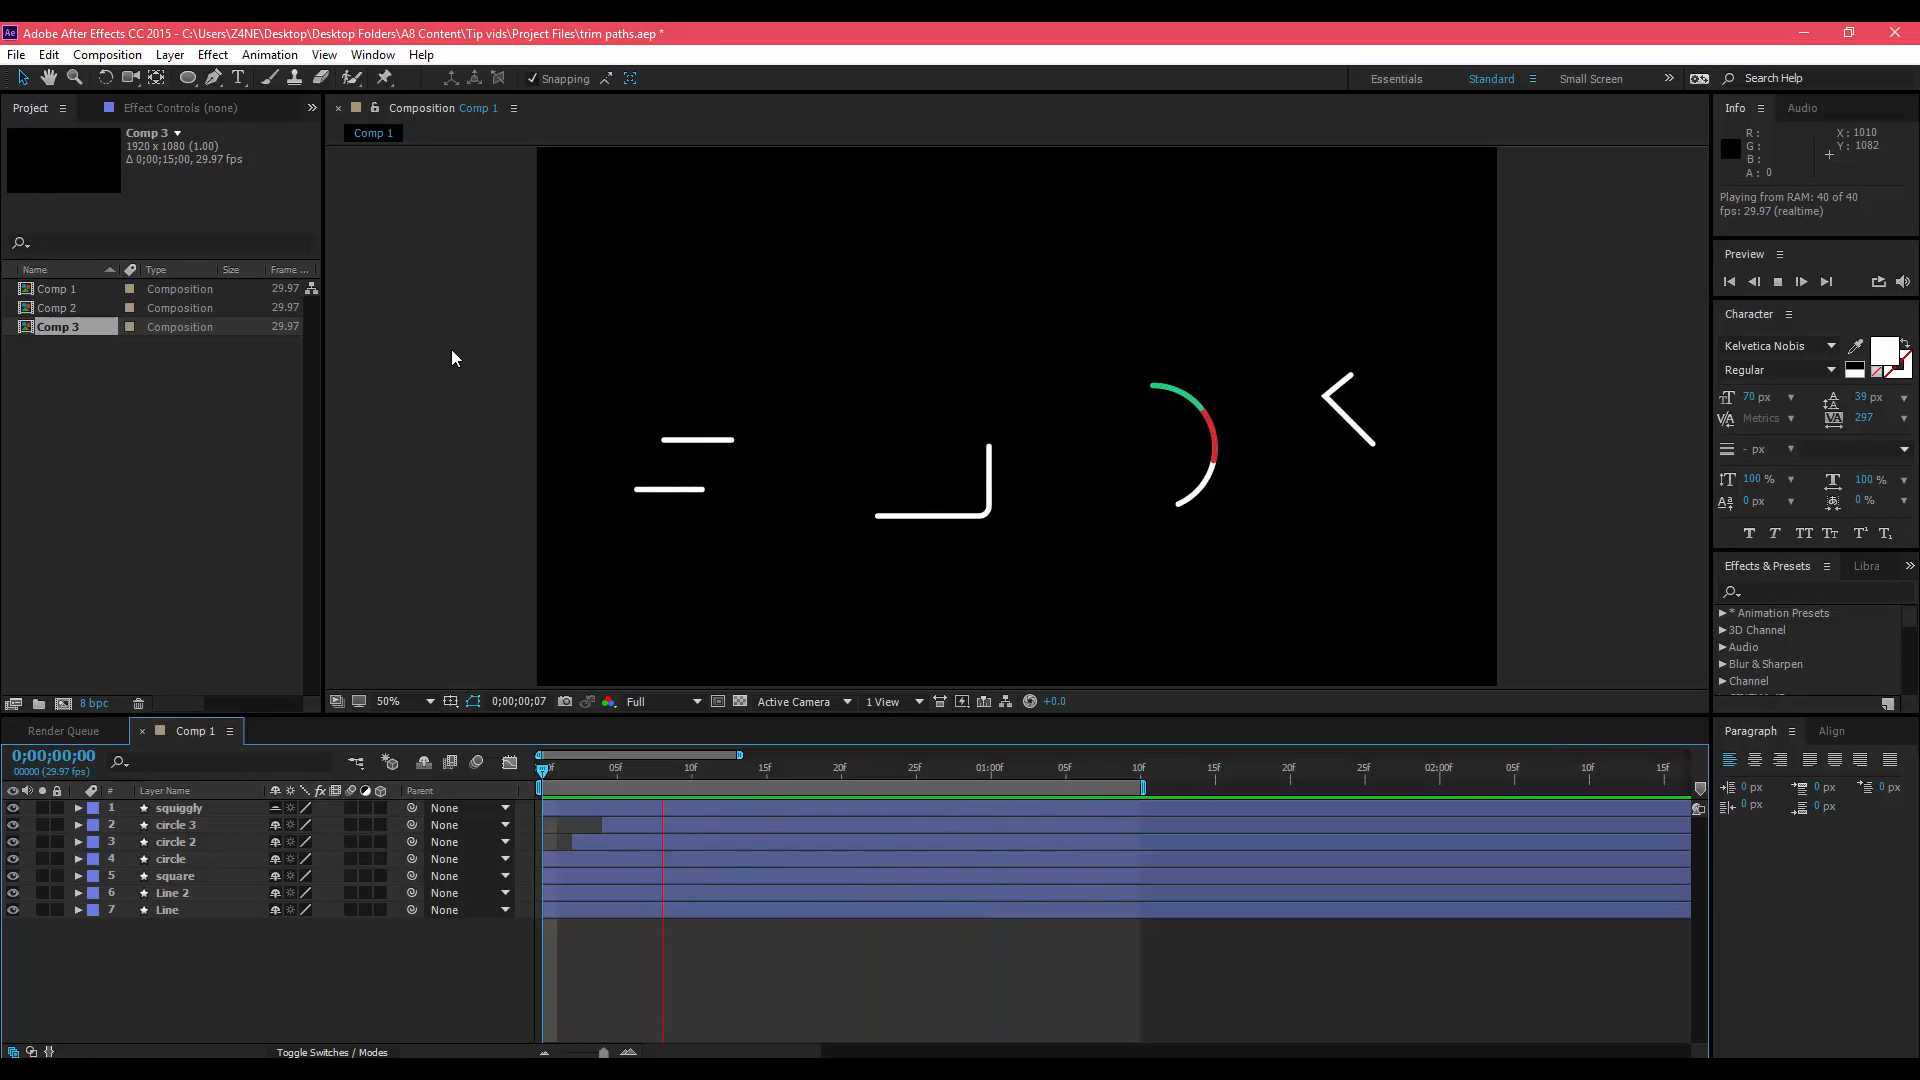 Adobe After Effects CC 2015 - C:\Users\Z4NE\Desktop\Desktop Folders\A8 Content\Tip vids\Project Files\trim paths.aep *
File Edit Composition Layer Effect Animation View Window Help
Snapping
Essentials Standard Small Screen Search Help
Project Effect Controls (none)
Composition Comp 1
Info Audio
Comp 1
Comp 3
1920 x 1080 (1.00)
Δ 0;00;15;00, 29.97 fps
R :
G :
B :
A : 0
X : 1010
Y : 1082
Playing from RAM: 40 of 40
fps: 29.97 (realtime)
Preview
Name Type Size Frame ...
Comp 1 Composition 29.97
Comp 2 Composition 29.97
Comp 3 Composition 29.97
Character
Kelvetica Nobis
Regular
70 px 39 px
Metrics 297
- px
100 % 100 %
0 px 0 %
T T TT Tt T¹ T₁
Effects & Presets Libra
* Animation Presets
3D Channel
Audio
Blur & Sharpen
Channel
8 bpc
50% 0;00;00;07 Full Active Camera 1 View +0.0
Render Queue Comp 1
Paragraph Align
0;00;00;00
00000 (29.97 fps)
05f 10f 15f 20f 25f 01:00f 05f 10f 15f 20f 25f 02:00f 05f 10f 15f
# Layer Name fx Parent
1 squiggly None
2 circle 3 None
3 circle 2 None
4 circle None
5 square None
6 Line 2 None
7 Line None
0 px 0 px 0 px
0 px 0 px
Toggle Switches / Modes